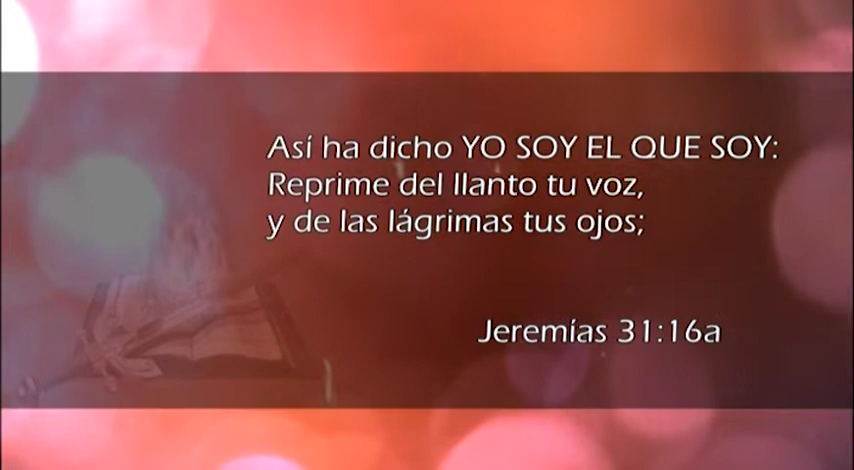 Así ha dicho YO SOY EL QUE SOY:
Reprime del llanto tu voz,
y de las lágrimas tus ojos;
Jeremías 31:16a